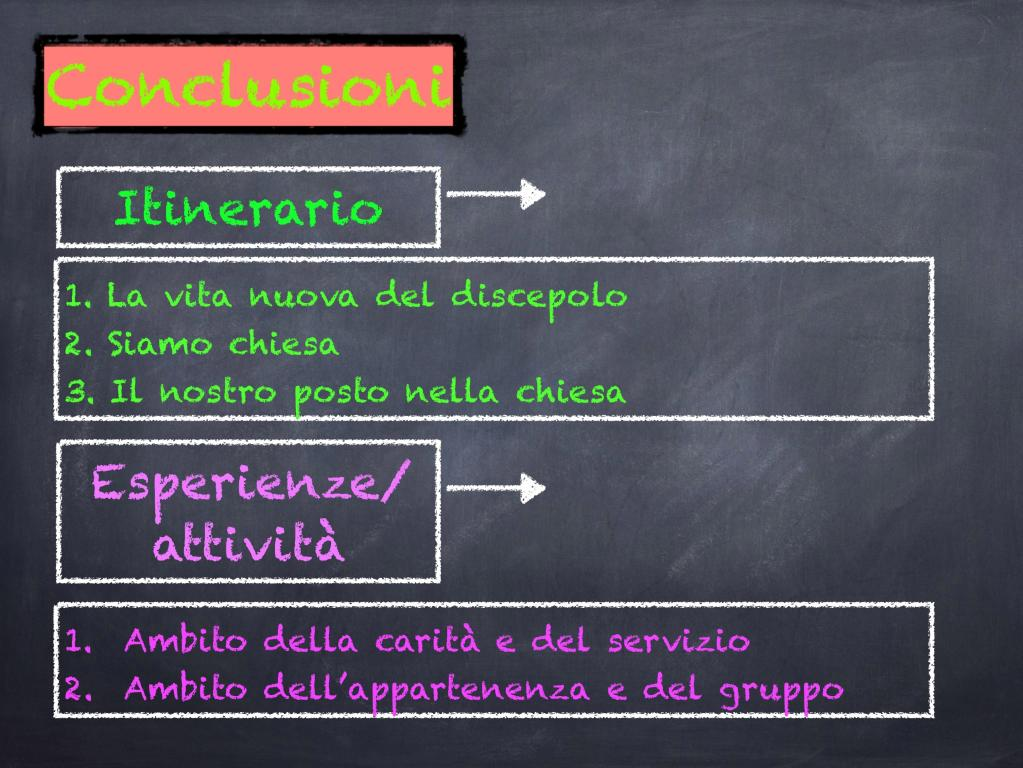 Conclusioni
Itinerario
1. La vita nuova del discepolo
2. Siamo chiesa
3. Il nostro posto nella chiesa
Esperienze/
attività
1. Ambito della carità e del servizio
2. Ambito dell’appartenenza e del gruppo